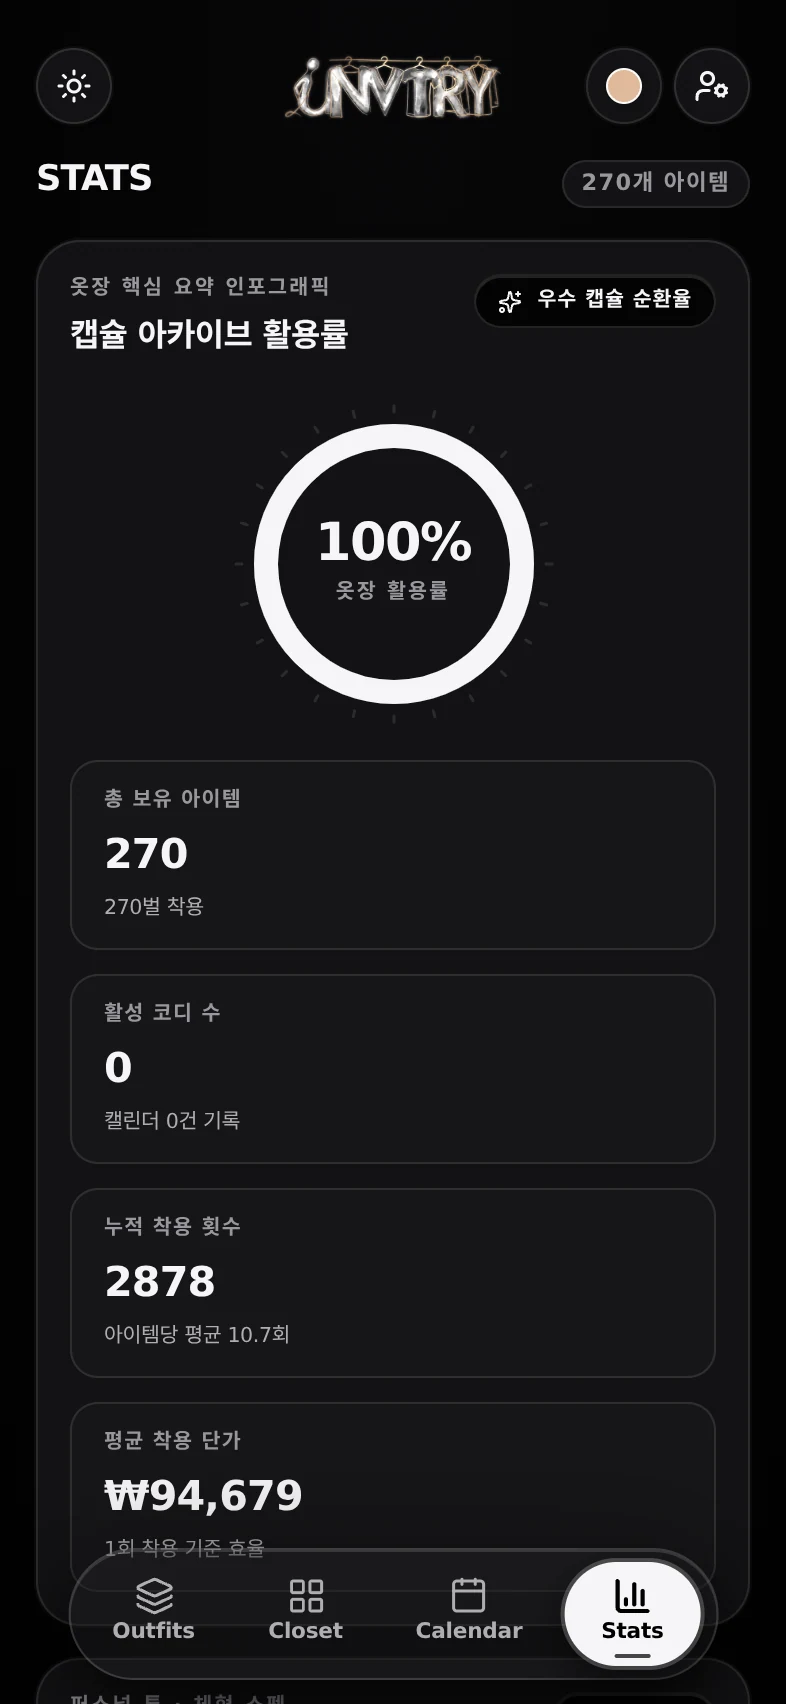 iNVTRY
STATS
270개 아이템
옷장 핵심 요약 인포그래픽
우수 캡슐 순환율
캡슐 아카이브 활용률
100%
옷장 활용률
총 보유 아이템
270
270벌 착용
활성 코디 수
0
캘린더 0건 기록
누적 착용 횟수
2878
아이템당 평균 10.7회
평균 착용 단가
₩94,679
1회 착용 기준 효율
Outfits
Closet
Calendar
Stats